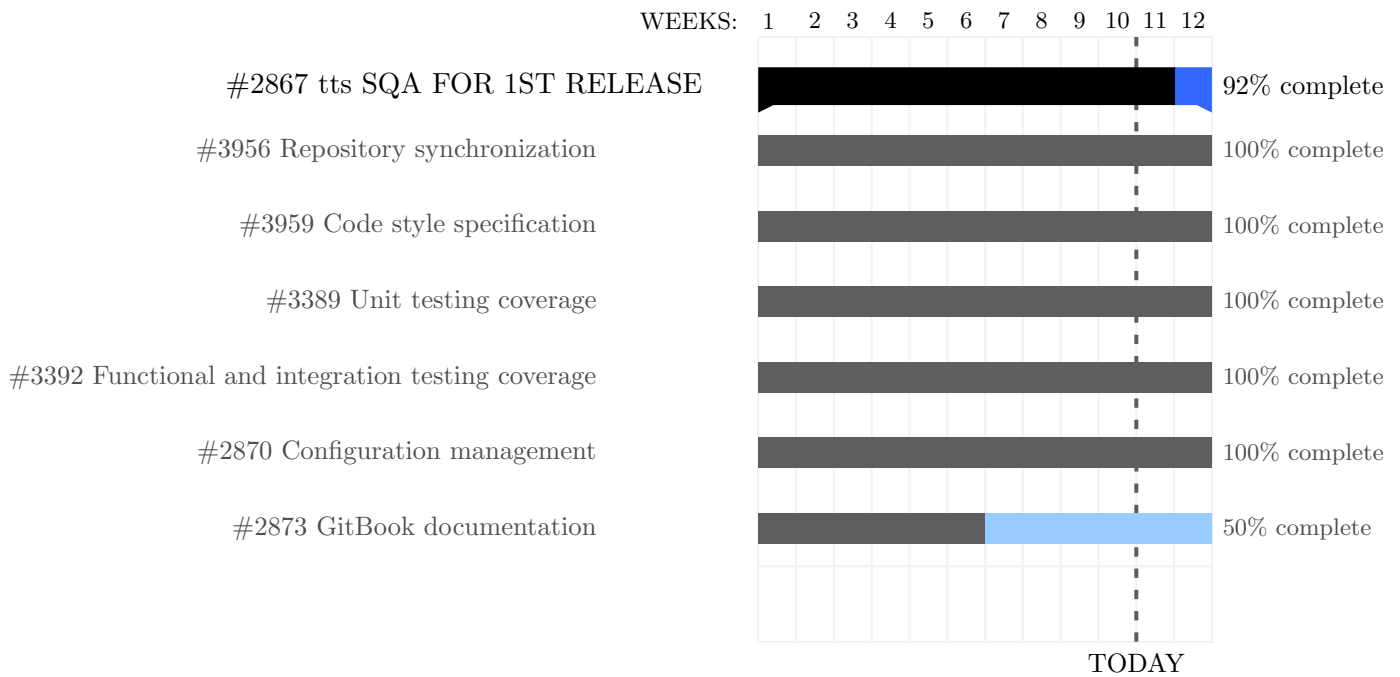 WEEKS: 1 2 3 4 5 6 7 8 9 10 11 12
#2867 tts SQA FOR 1ST RELEASE 92% complete
#3956 Repository synchronization 100% complete
#3959 Code style specification 100% complete
#3389 Unit testing coverage 100% complete
#3392 Functional and integration testing coverage 100% complete
#2870 Configuration management 100% complete
#2873 GitBook documentation 50% complete
TODAY